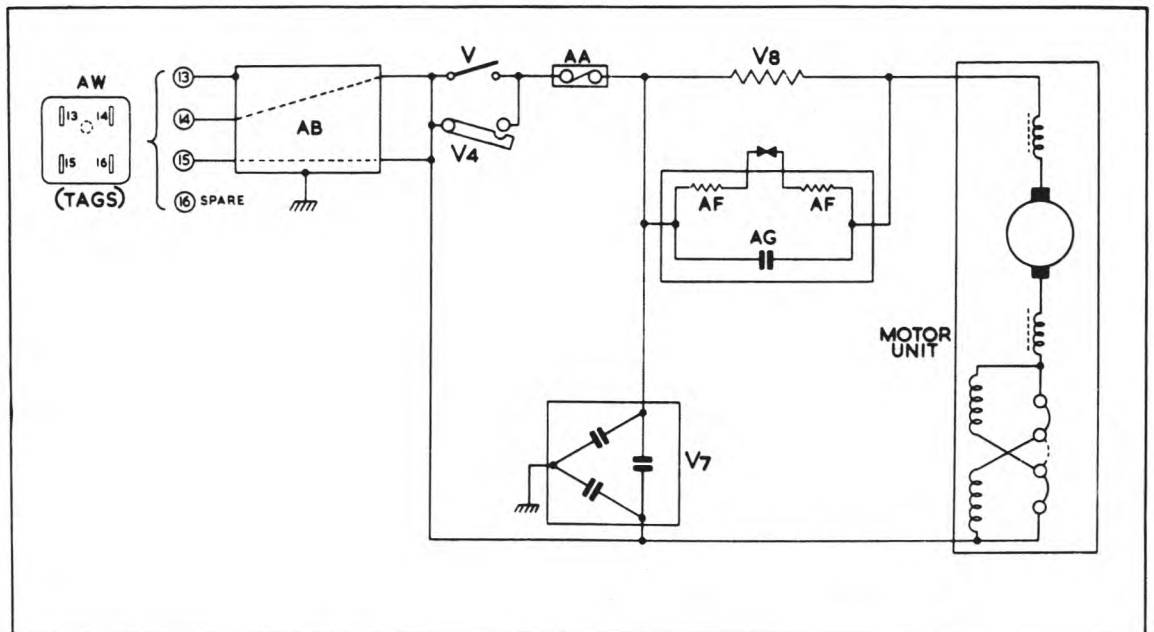 AW
13 14
15 16
(TAGS)
13
14
15
16 SPARE
AB
V
V4
AA
V8
AF AF
AG
V7
MOTOR
UNIT